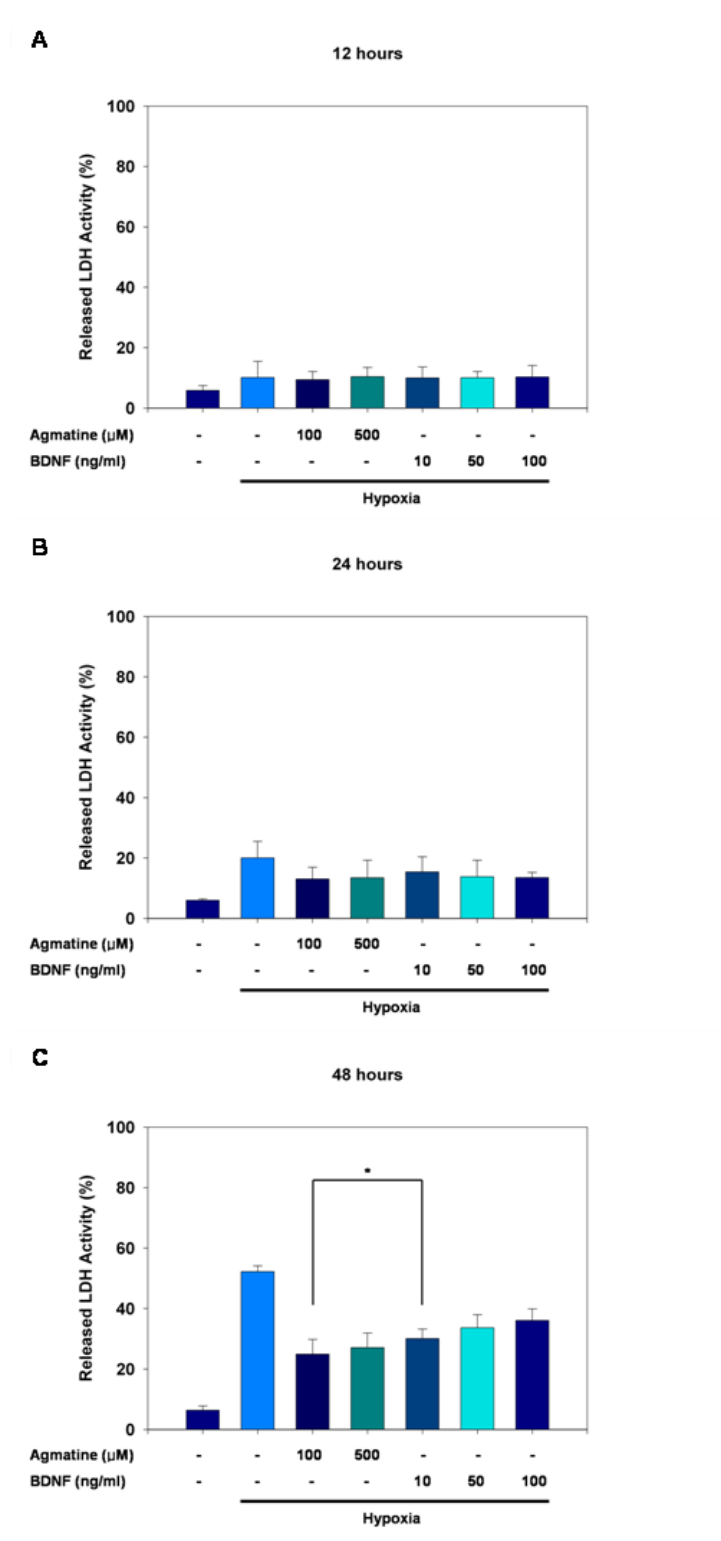 A
12 hours
100
80
60
40
20
0
Released LDH Activity (%)
Agmatine (μM) - - 100 500 - - -
BDNF (ng/ml) - - - - 10 50 100
Hypoxia
B
24 hours
100
80
60
40
20
0
Released LDH Activity (%)
Agmatine (μM) - - 100 500 - - -
BDNF (ng/ml) - - - - 10 50 100
Hypoxia
C
48 hours
100
80
60
40
20
0
Released LDH Activity (%)
*
Agmatine (μM) - - 100 500 - - -
BDNF (ng/ml) - - - - 10 50 100
Hypoxia